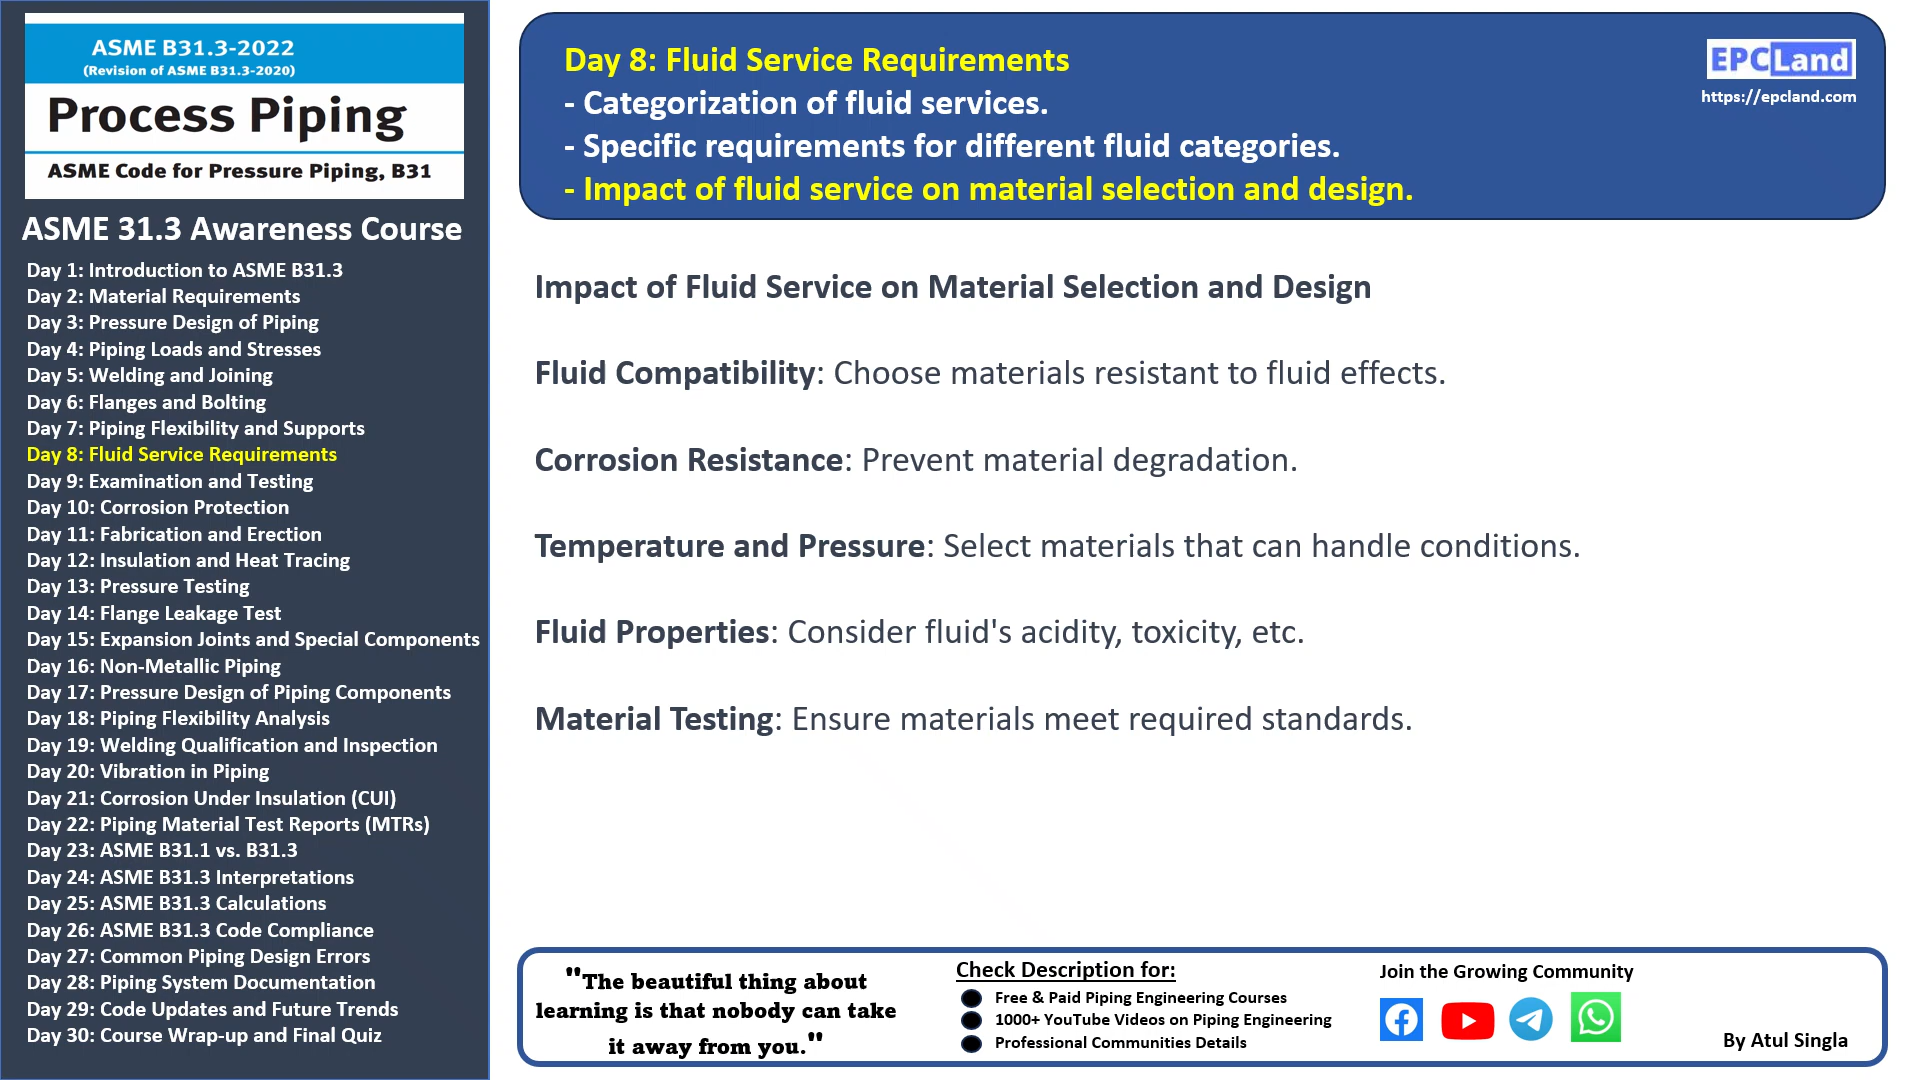 ASME B31.3-2022
(Revision of ASME B31.3-2020)
Process Piping
ASME Code for Pressure Piping, B31
ASME 31.3 Awareness Course
Day 1: Introduction to ASME B31.3
Day 2: Material Requirements
Day 3: Pressure Design of Piping
Day 4: Piping Loads and Stresses
Day 5: Welding and Joining
Day 6: Flanges and Bolting
Day 7: Piping Flexibility and Supports
Day 8: Fluid Service Requirements
Day 9: Examination and Testing
Day 10: Corrosion Protection
Day 11: Fabrication and Erection
Day 12: Insulation and Heat Tracing
Day 13: Pressure Testing
Day 14: Flange Leakage Test
Day 15: Expansion Joints and Special Components
Day 16: Non-Metallic Piping
Day 17: Pressure Design of Piping Components
Day 18: Piping Flexibility Analysis
Day 19: Welding Qualification and Inspection
Day 20: Vibration in Piping
Day 21: Corrosion Under Insulation (CUI)
Day 22: Piping Material Test Reports (MTRs)
Day 23: ASME B31.1 vs. B31.3
Day 24: ASME B31.3 Interpretations
Day 25: ASME B31.3 Calculations
Day 26: ASME B31.3 Code Compliance
Day 27: Common Piping Design Errors
Day 28: Piping System Documentation
Day 29: Code Updates and Future Trends
Day 30: Course Wrap-up and Final Quiz
Day 8: Fluid Service Requirements
- Categorization of fluid services.
- Specific requirements for different fluid categories.
- Impact of fluid service on material selection and design.
EPCLand
https://epcland.com
Impact of Fluid Service on Material Selection and Design
Fluid Compatibility: Choose materials resistant to fluid effects.
Corrosion Resistance: Prevent material degradation.
Temperature and Pressure: Select materials that can handle conditions.
Fluid Properties: Consider fluid's acidity, toxicity, etc.
Material Testing: Ensure materials meet required standards.
"The beautiful thing about
learning is that nobody can take
it away from you."
Check Description for:
Free & Paid Piping Engineering Courses
1000+ YouTube Videos on Piping Engineering
Professional Communities Details
Join the Growing Community
By Atul Singla